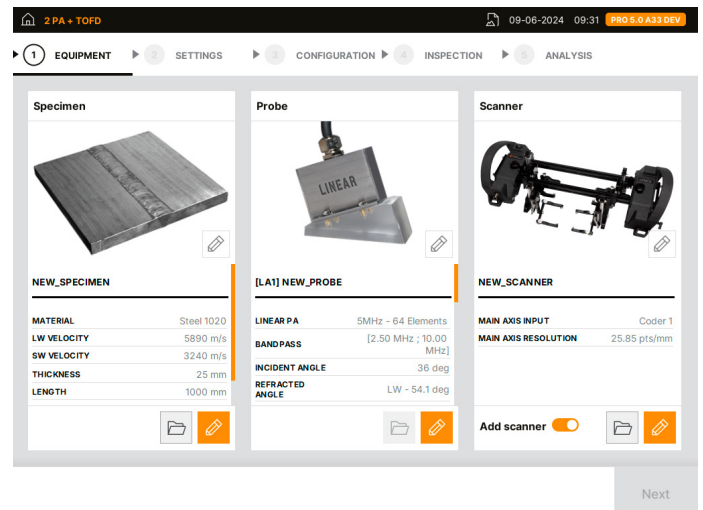 2 PA + TOFD
09-06-2024 09:31 PRO 5.0 A33 DEV
1 EQUIPMENT 2 SETTINGS 3 CONFIGURATION 4 INSPECTION 5 ANALYSIS
Specimen
NEW_SPECIMEN
MATERIAL Steel 1020
LW VELOCITY 5890 m/s
SW VELOCITY 3240 m/s
THICKNESS 25 mm
LENGTH 1000 mm
Probe
LINEAR
[LA1] NEW_PROBE
LINEAR PA 5MHz - 64 Elements
BANDPASS [2.50 MHz ; 10.00
MHz]
INCIDENT ANGLE 36 deg
REFRACTED
ANGLE LW - 54.1 deg
Scanner
NEW_SCANNER
MAIN AXIS INPUT Coder 1
MAIN AXIS RESOLUTION 25.85 pts/mm
Add scanner
Next